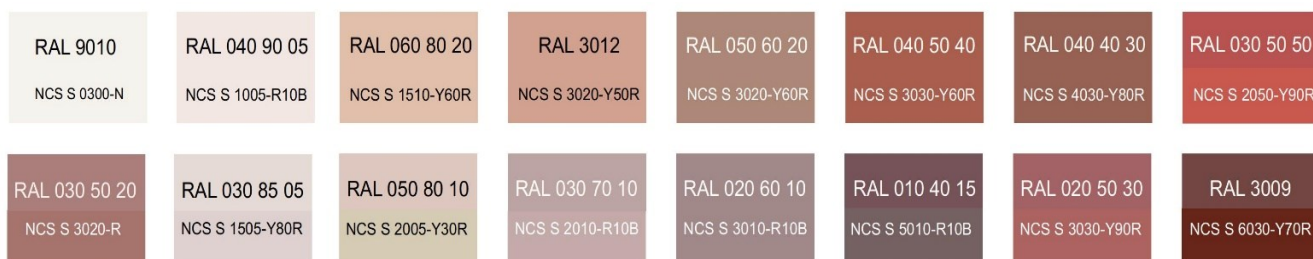 RAL 9010
NCS S 0300-N
RAL 040 90 05
NCS S 1005-R10B
RAL 060 80 20
NCS S 1510-Y60R
RAL 3012
NCS S 3020-Y50R
RAL 050 60 20
NCS S 3020-Y60R
RAL 040 50 40
NCS S 3030-Y60R
RAL 040 40 30
NCS S 4030-Y80R
RAL 030 50 50
NCS S 2050-Y90R
RAL 030 50 20
NCS S 3020-R
RAL 030 85 05
NCS S 1505-Y80R
RAL 050 80 10
NCS S 2005-Y30R
RAL 030 70 10
NCS S 2010-R10B
RAL 020 60 10
NCS S 3010-R10B
RAL 010 40 15
NCS S 5010-R10B
RAL 020 50 30
NCS S 3030-Y90R
RAL 3009
NCS S 6030-Y70R